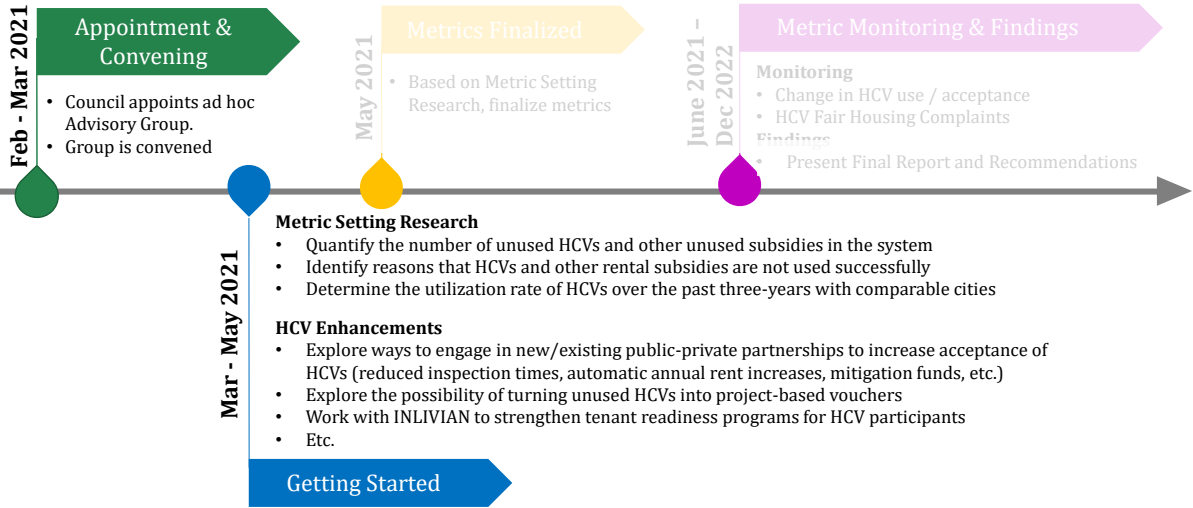 Feb - Mar 2021
Appointment &
Convening
• Council appoints ad hoc
Advisory Group.
• Group is convened
May 2021
Metrics Finalized
• Based on Metric Setting
Research, finalize metrics
June 2021 –
Dec 2022
Metric Monitoring & Findings
Monitoring
• Change in HCV use / acceptance
• HCV Fair Housing Complaints
Findings
• Present Final Report and Recommendations
Mar - May 2021
Metric Setting Research
• Quantify the number of unused HCVs and other unused subsidies in the system
• Identify reasons that HCVs and other rental subsidies are not used successfully
• Determine the utilization rate of HCVs over the past three-years with comparable cities
HCV Enhancements
• Explore ways to engage in new/existing public-private partnerships to increase acceptance of
HCVs (reduced inspection times, automatic annual rent increases, mitigation funds, etc.)
• Explore the possibility of turning unused HCVs into project-based vouchers
• Work with INLIVIAN to strengthen tenant readiness programs for HCV participants
• Etc.
Getting Started